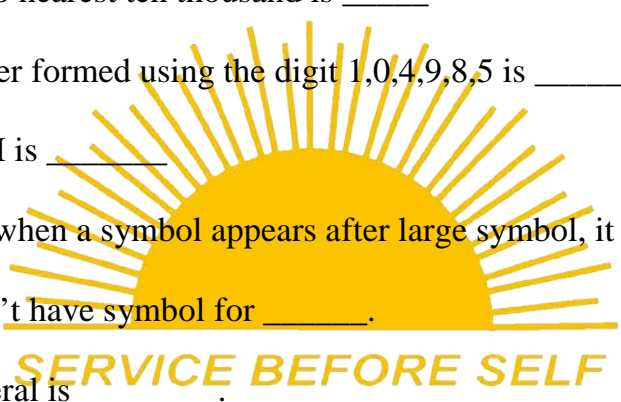 nearest ten thousand is _____
er formed using the digit 1,0,4,9,8,5 is _____
is _______
when a symbol appears after large symbol, it
't have symbol for ______.
SERVICE BEFORE SELF
eral is ________.